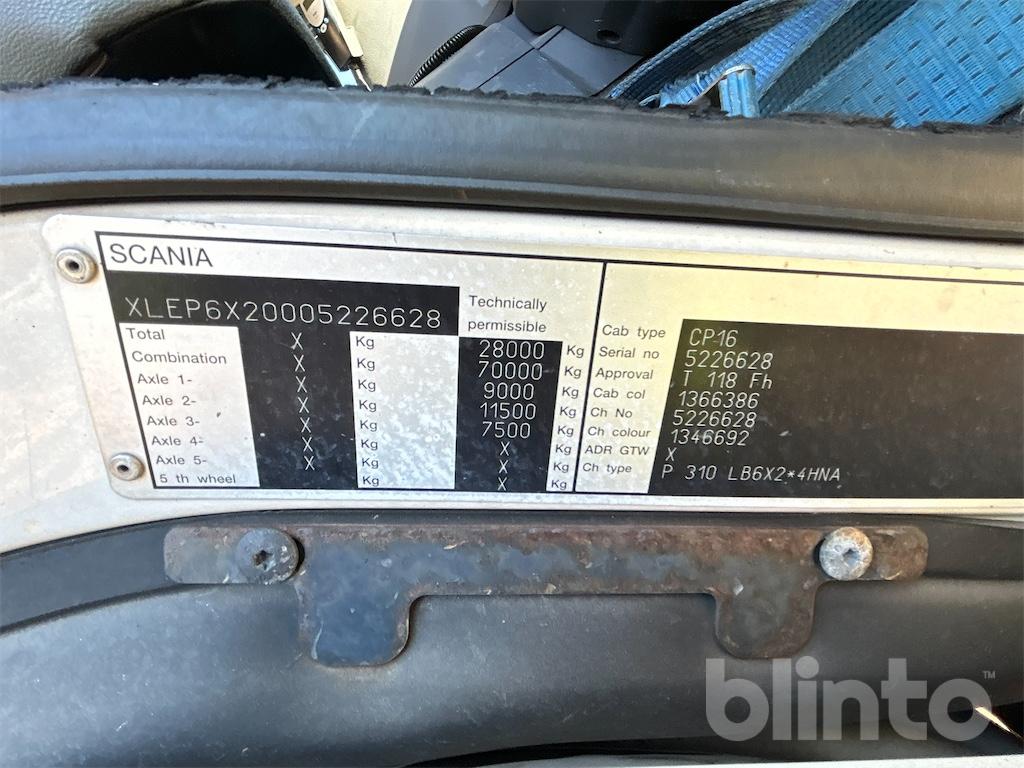 SCANIA
XLEP6X20005226628
Technically
permissible
Total X Kg 28000 Kg
Combination X Kg 70000 Kg
Axle 1- X Kg 9000 Kg
Axle 2- X Kg 11500 Kg
Axle 3- X Kg 7500 Kg
Axle 4- X Kg X Kg
Axle 5- X Kg X Kg
5 th wheel X Kg X Kg
Cab type CP16
Serial no 5226628
Approval T 118 Fh
Cab col 1366386
Ch No 5226628
Ch colour 1346692
ADR GTW X
Ch type P 310 LB6X2*4HNA
blinto™